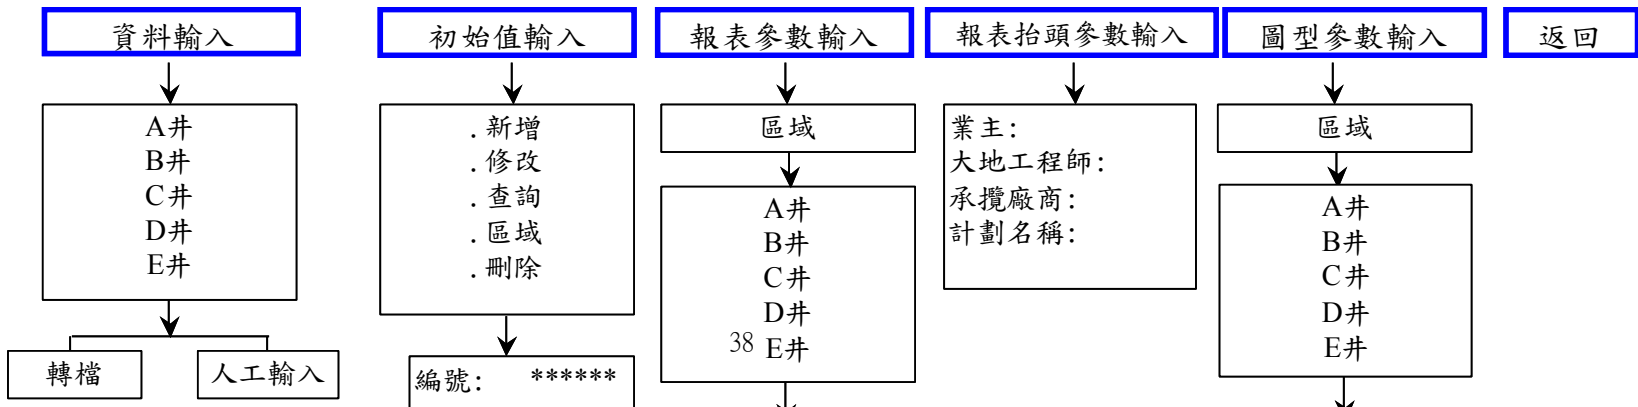 資料輸入
初始值輸入
報表參數輸入
報表抬頭參數輸入
圖型參數輸入
返回
A井
B井
C井
D井
E井
轉檔
人工輸入
.新增
.修改
.查詢
.區域
.刪除
編號: ******
區域
A井
B井
C井
D井
E井
38
業主:
大地工程師:
承攬廠商:
計劃名稱:
區域
A井
B井
C井
D井
E井